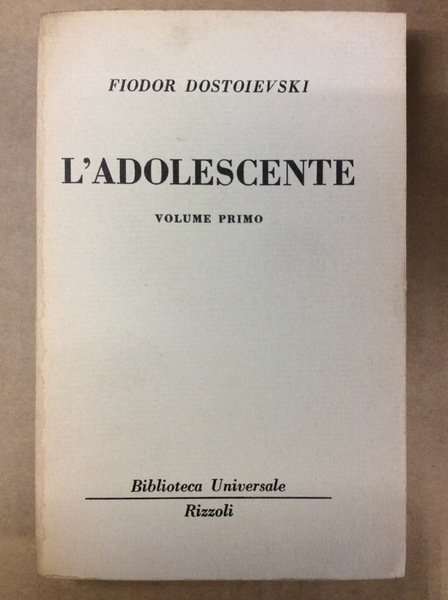 FIODOR DOSTOIEVSKI
L'ADOLESCENTE
VOLUME PRIMO
Biblioteca Universale
Rizzoli